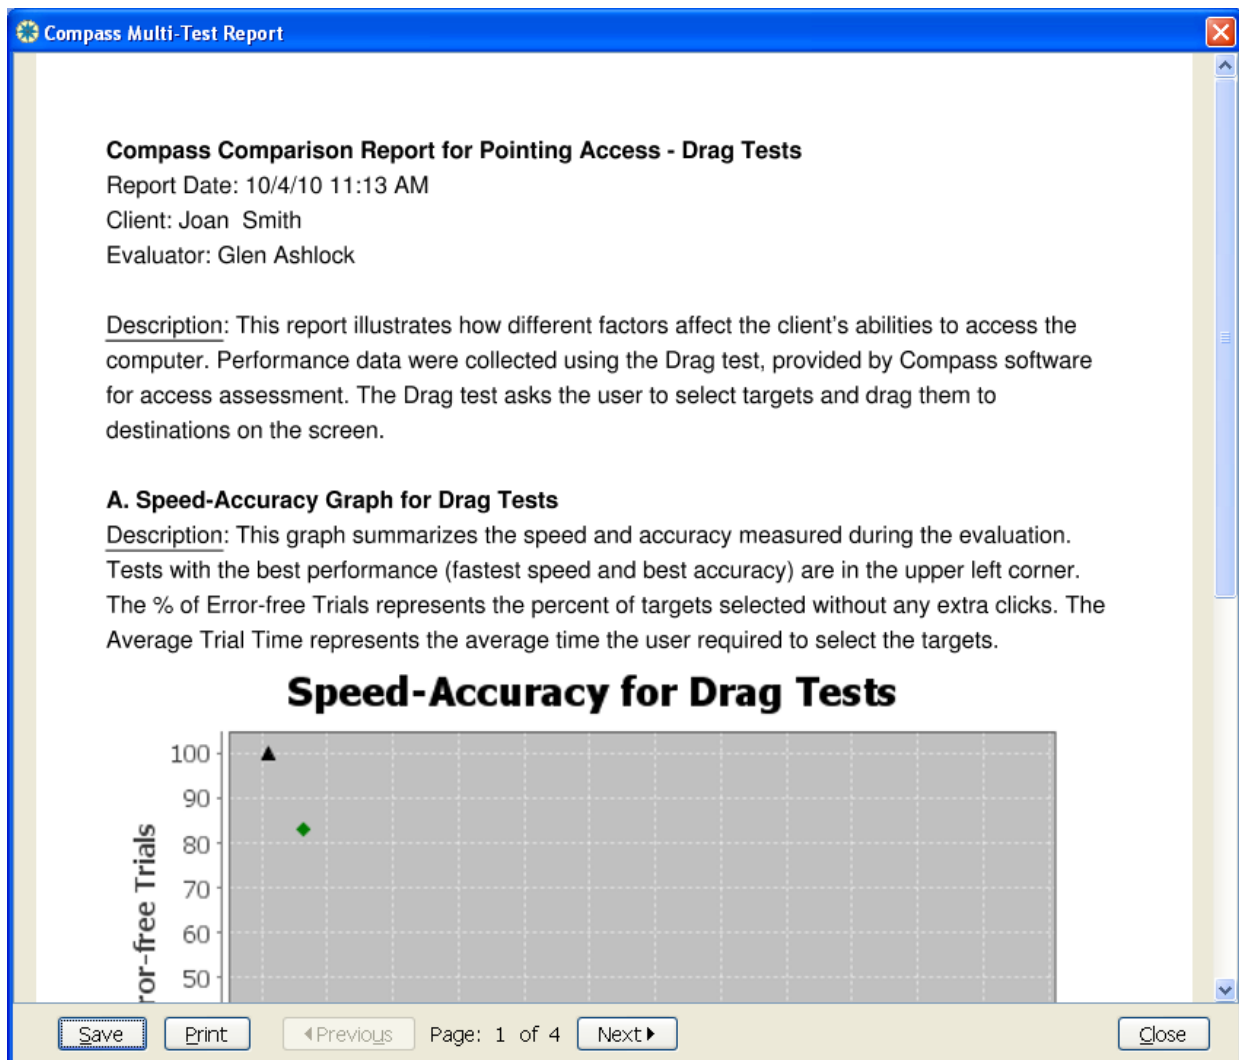 Compass Multi-Test Report
Compass Comparison Report for Pointing Access - Drag Tests
Report Date: 10/4/10 11:13 AM
Client: Joan  Smith
Evaluator: Glen Ashlock
Description: This report illustrates how different factors affect the client's abilities to access the
computer. Performance data were collected using the Drag test, provided by Compass software
for access assessment. The Drag test asks the user to select targets and drag them to
destinations on the screen.
A. Speed-Accuracy Graph for Drag Tests
Description: This graph summarizes the speed and accuracy measured during the evaluation.
Tests with the best performance (fastest speed and best accuracy) are in the upper left corner.
The % of Error-free Trials represents the percent of targets selected without any extra clicks. The
Average Trial Time represents the average time the user required to select the targets.
Speed-Accuracy for Drag Tests
ror-free Trials
100
90
80
70
60
50
Save Print Previous Page: 1 of 4 Next Close